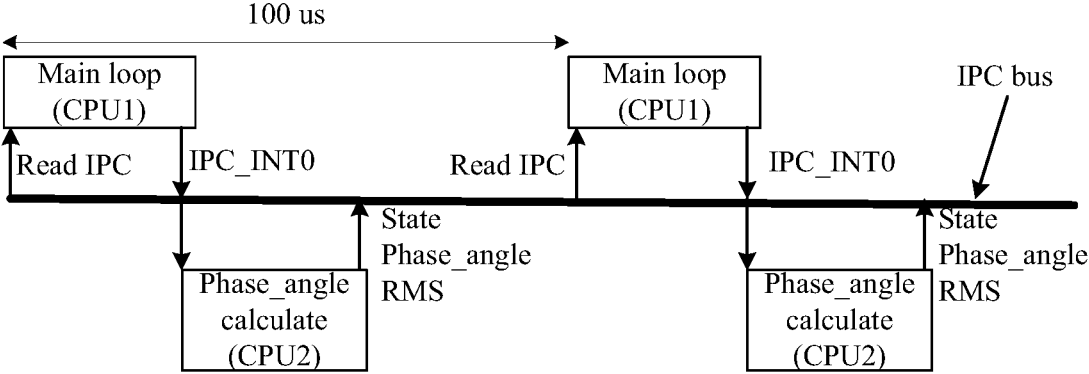 100 us
Main loop
(CPU1)
Main loop
(CPU1)
IPC bus
Read IPC
IPC_INT0
Read IPC
IPC_INT0
State
Phase_angle
RMS
State
Phase_angle
RMS
Phase_angle
calculate
(CPU2)
Phase_angle
calculate
(CPU2)